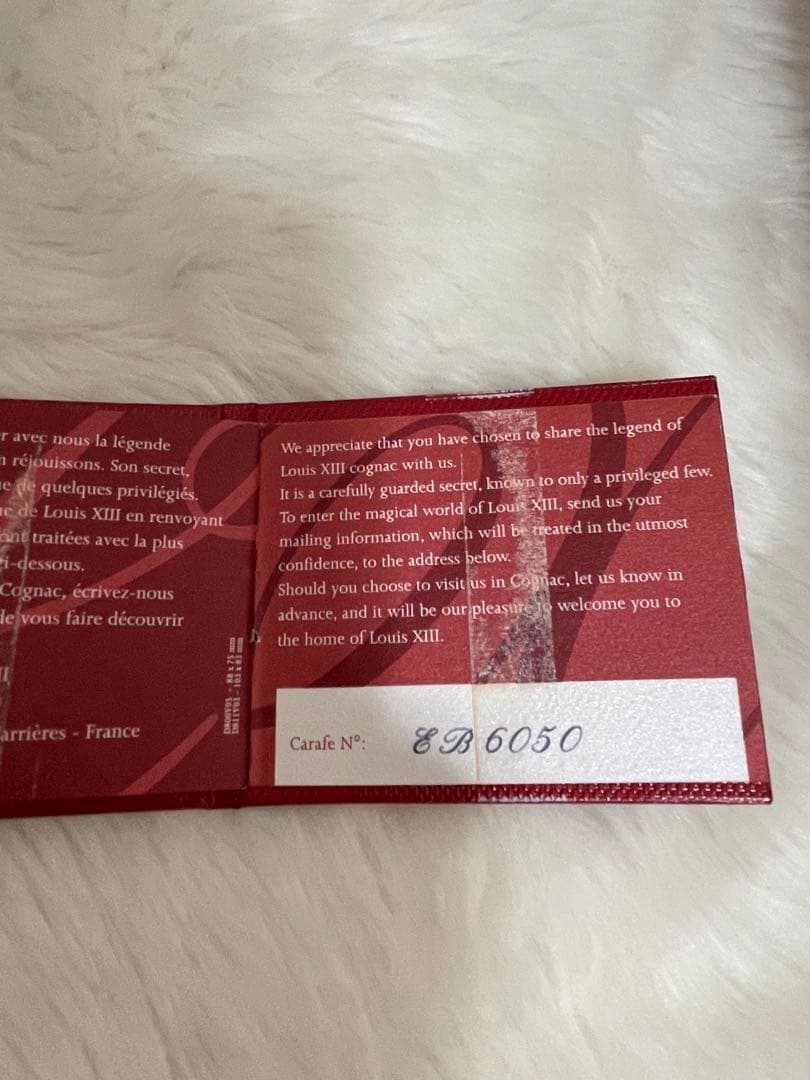 r avec nous la légende
réjouissons. Son secret,
de quelques privilégiés.
de Louis XIII en renvoyant
ont traitées avec la plus
i-dessous.
Cognac, écrivez-nous
de vous faire découvrir
II
arrières - France
We appreciate that you have chosen to share the legend of
Louis XIII cognac with us.
It is a carefully guarded secret, known to only a privileged few.
To enter the magical world of Louis XIII, send us your
mailing information, which will be treated in the utmost
confidence, to the address below.
Should you choose to visit us in Cognac, let us know in
advance, and it will be our pleasure to welcome you to
the home of Louis XIII.
Carafe N°: EB 6050